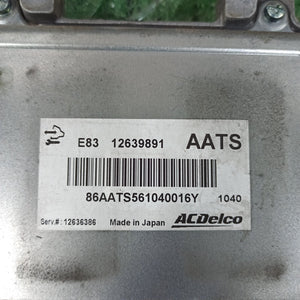 E83 12639891 AATS
86AATS561040016Y 1040
Serv.#: 12636386 Made in Japan ACDelco